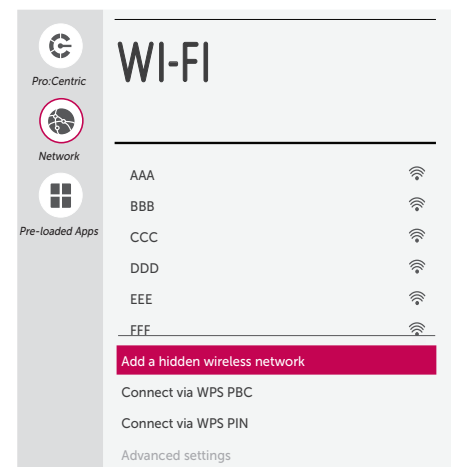 Pro:Centric
Network
Pre-loaded Apps
WI-FI
AAA
BBB
CCC
DDD
EEE
FFF
Add a hidden wireless network
Connect via WPS PBC
Connect via WPS PIN
Advanced settings